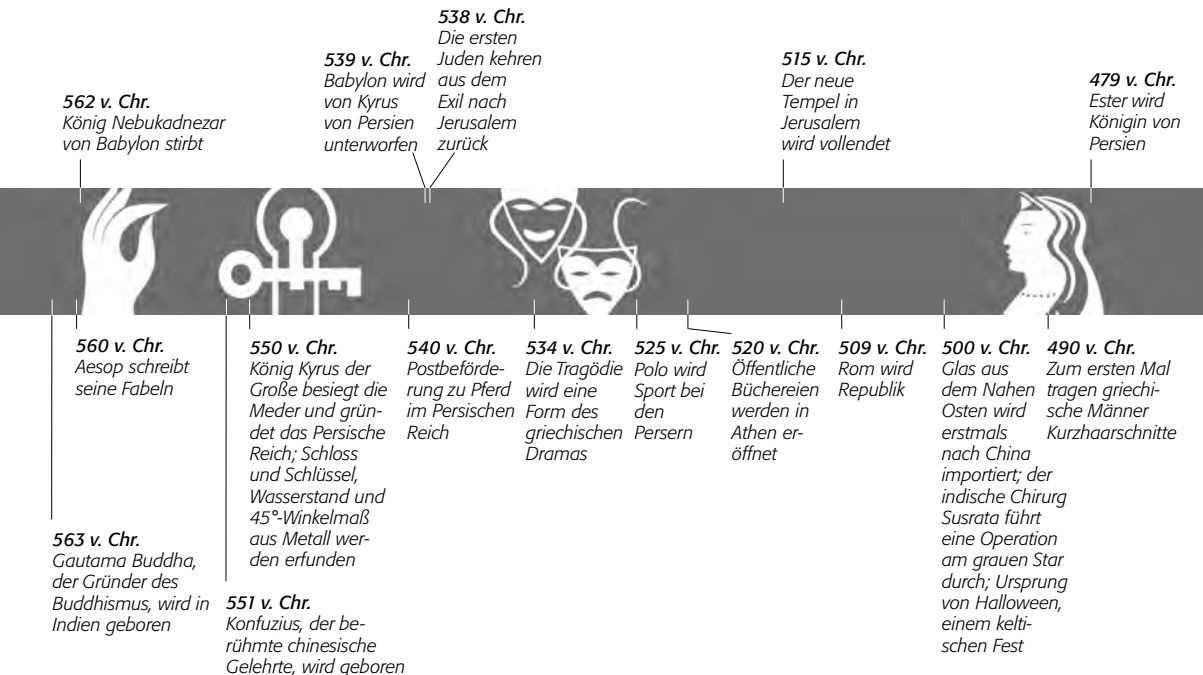 562 v. Chr.
König Nebukadnezar
von Babylon stirbt
539 v. Chr.
Babylon wird
von Kyrus
von Persien
unterworfen
538 v. Chr.
Die ersten
Juden kehren
aus dem
Exil nach
Jerusalem
zurück
515 v. Chr.
Der neue
Tempel in
Jerusalem
wird vollendet
479 v. Chr.
Ester wird
Königin von
Persien
563 v. Chr.
Gautama Buddha,
der Gründer des
Buddhismus, wird in
Indien geboren
560 v. Chr.
Aesop schreibt
seine Fabeln
551 v. Chr.
Konfuzius, der be-
rühmte chinesische
Gelehrte, wird geboren
550 v. Chr.
König Kyrus der
Große besiegt die
Meder und grün-
det das Persische
Reich; Schloss
und Schlüssel,
Wasserstand und
45°-Winkelmaß
aus Metall wer-
den erfunden
540 v. Chr.
Postbeförde-
rung zu Pferd
im Persischen
Reich
534 v. Chr.
Die Tragödie
wird eine
Form des
griechischen
Dramas
525 v. Chr.
Polo wird
Sport bei
den
Persern
520 v. Chr.
Öffentliche
Büchereien
werden in
Athen er-
öffnet
509 v. Chr.
Rom wird
Republik
500 v. Chr.
Glas aus
dem Nahen
Osten wird
erstmals
nach China
importiert; der
indische Chirurg
Susrata führt
eine Operation
am grauen Star
durch; Ursprung
von Halloween,
einem kelti-
schen Fest
490 v. Chr.
Zum ersten Mal
tragen griechi-
sche Männer
Kurzhaarschnitte